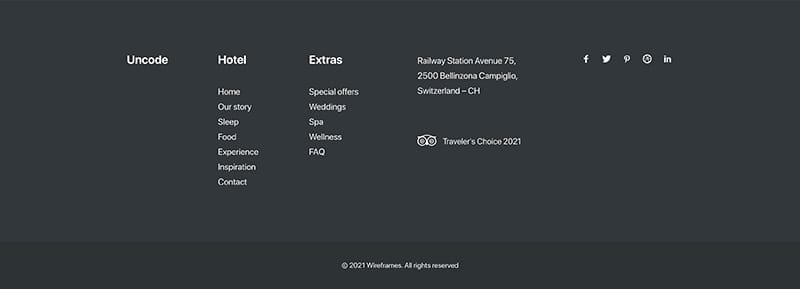 Uncode
Hotel
Home
Our story
Sleep
Food
Experience
Inspiration
Contact
Extras
Special offers
Weddings
Spa
Wellness
FAQ
Railway Station Avenue 75,
2500 Bellinzona Campiglio,
Switzerland – CH
Traveler's Choice 2021
© 2021 Wireframes. All rights reserved